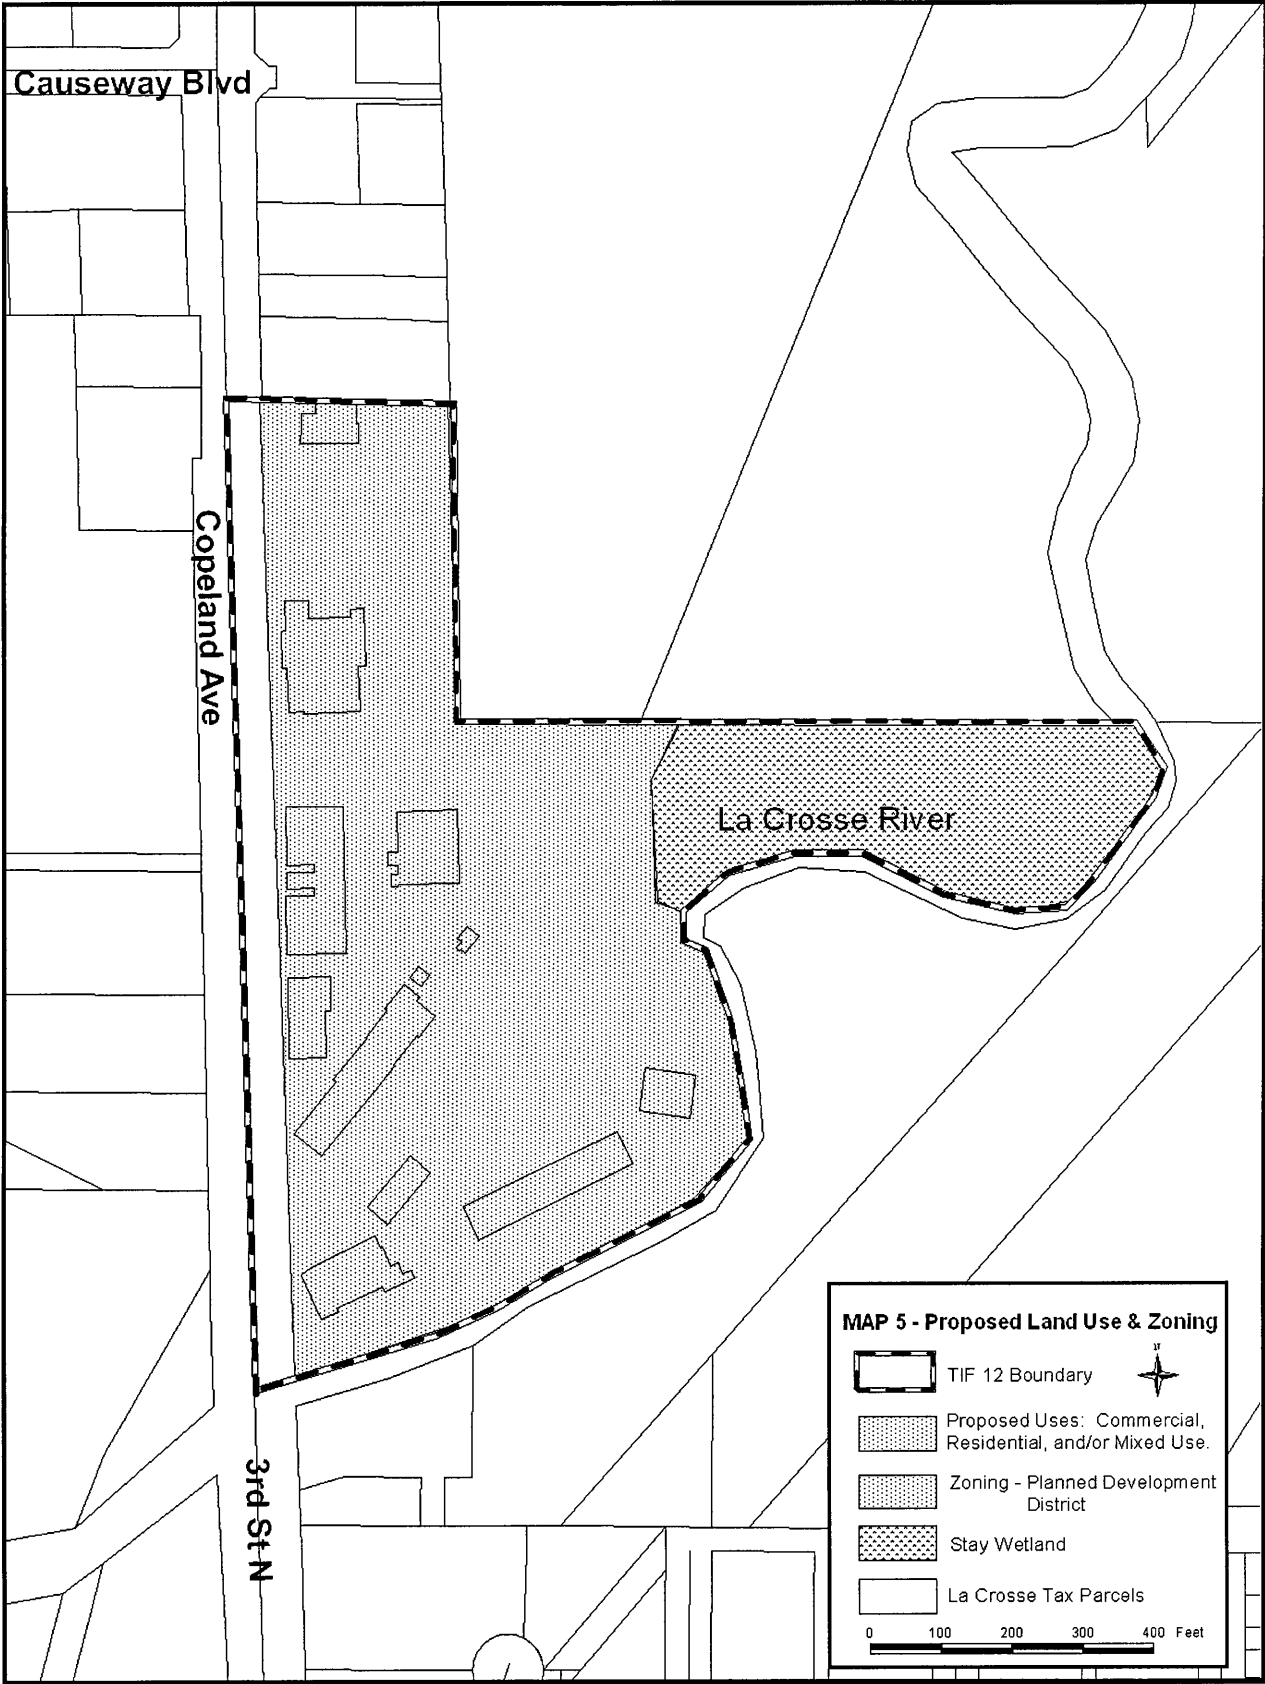 Causeway Blvd
Copeland Ave
La Crosse River
3rd St N
MAP 5 - Proposed Land Use & Zoning
TIF 12 Boundary
Proposed Uses: Commercial,
Residential, and/or Mixed Use.
Zoning - Planned Development
District
Stay Wetland
La Crosse Tax Parcels
0 100 200 300 400 Feet